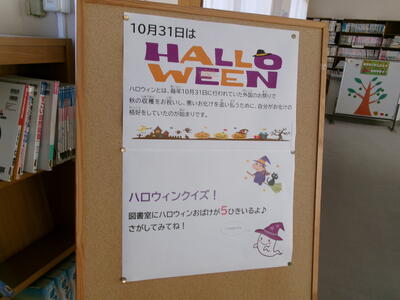 10月31日は
HALLO
WEEN
ハロウィンとは、毎年10月31日に行われていた外国のお祭りで
秋の収穫をお祝いし、悪いお化けを追い払うために、自分がお化けの
格好をしていたのが始まりです。
ハロウィンクイズ！
図書室にハロウィンおばけが5ひきいるよ♪
さがしてみてね！